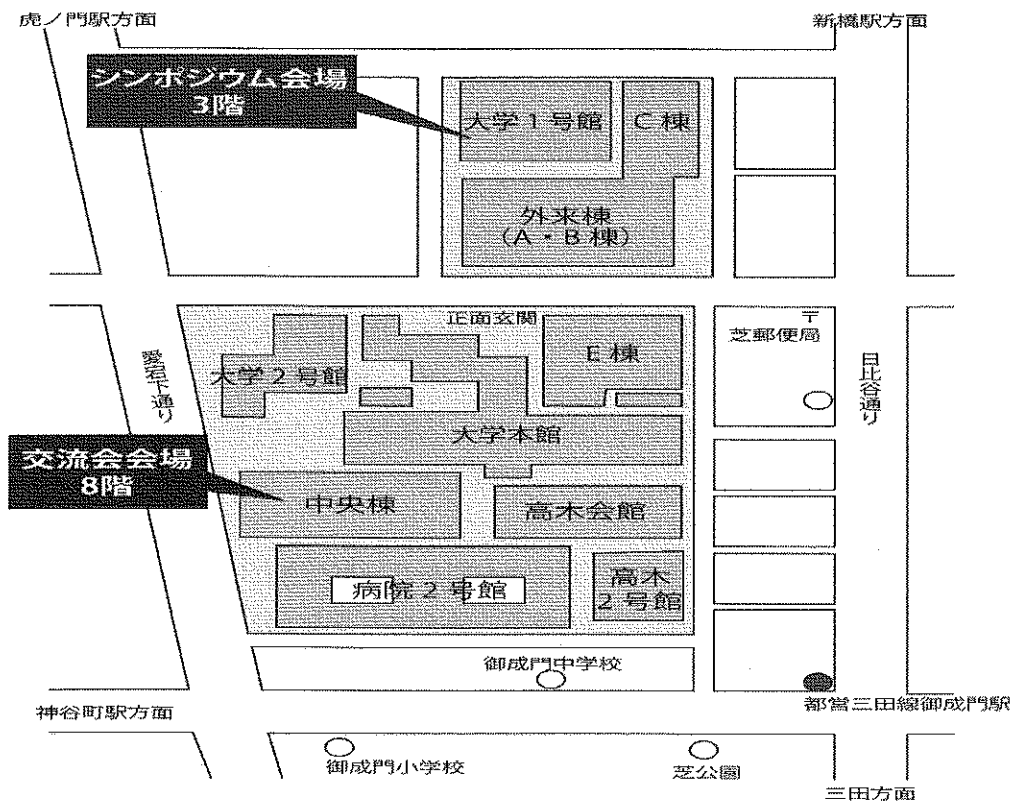 虎ノ門駅方面
新橋駅方面
シンポジウム会場
3階
大学1号館
C棟
外来棟
(A・B棟)
正面玄関
〒
芝郵便局
E棟
大学2号館
愛宕下通り
日比谷通り
大学本館
交流会会場
8階
中央棟
高木会館
病院2号館
高木
2号館
御成門中学校
神谷町駅方面
都営三田線御成門駅
御成門小学校
芝公園
三田方面